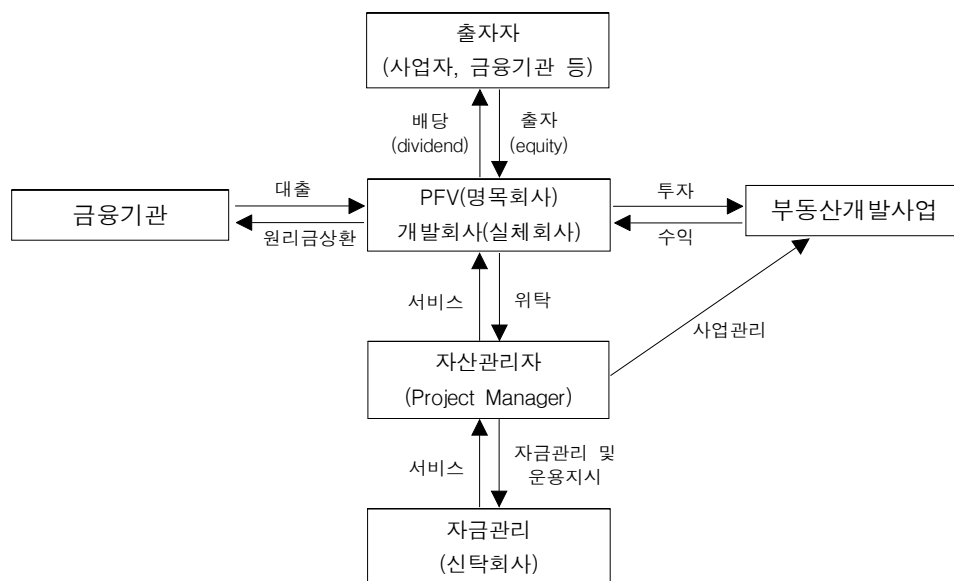 출자자
(사업자, 금융기관 등)
배당
(dividend)
출자
(equity)
금융기관
대출
원리금상환
PFV(명목회사)
개발회사(실체회사)
투자
수익
부동산개발사업
서비스
위탁
사업관리
자산관리자
(Project Manager)
서비스
자금관리 및
운용지시
자금관리
(신탁회사)